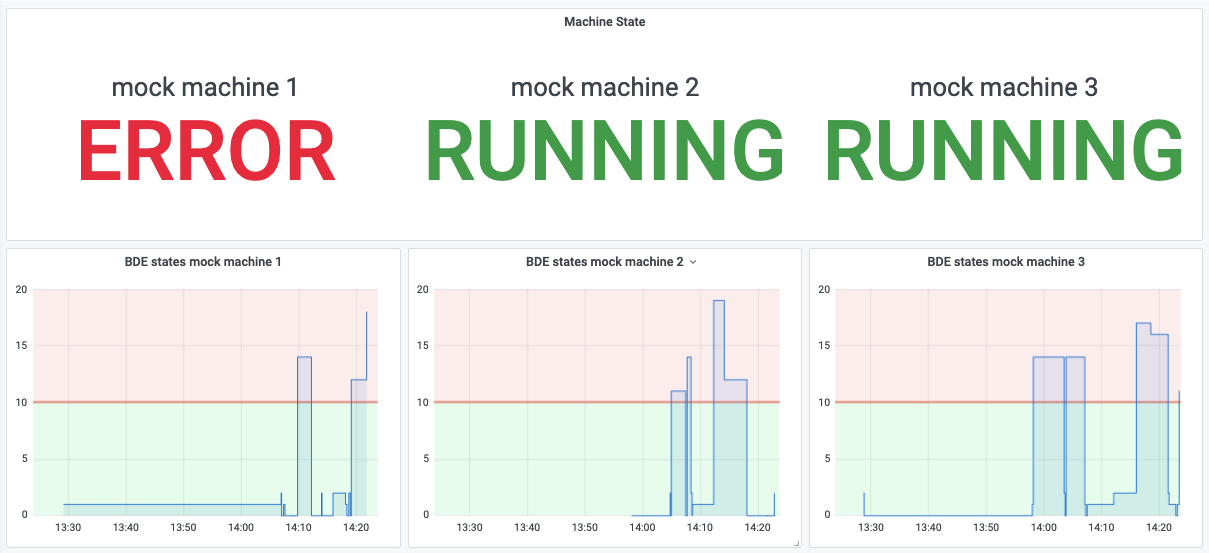 Machine State
mock machine 1 mock machine 2 mock machine 3
ERROR RUNNING RUNNING
BDE states mock machine 1
20
15
10
5
0
13:30 13:40 13:50 14:00 14:10 14:20
BDE states mock machine 2
20
15
10
5
0
13:30 13:40 13:50 14:00 14:10 14:20
BDE states mock machine 3
20
15
10
5
0
13:30 13:40 13:50 14:00 14:10 14:20